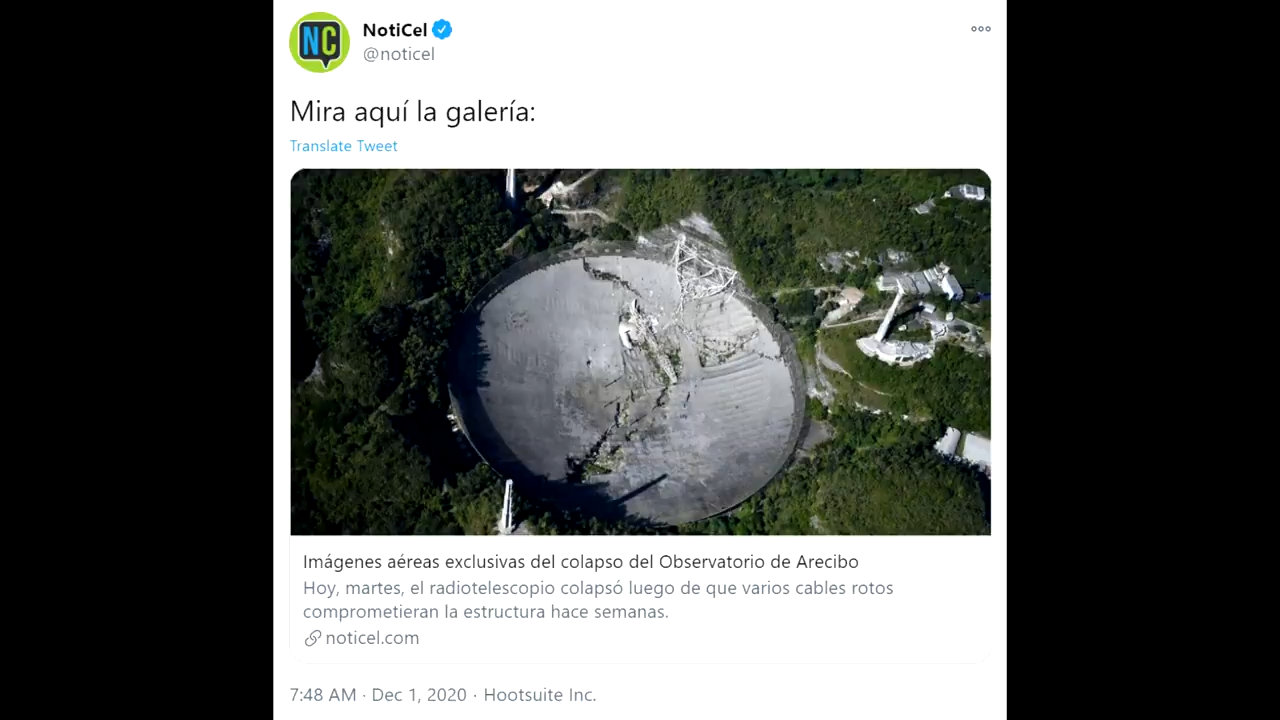 NC
NotiCel
@noticel
Mira aquí la galería:
Translate Tweet
Imágenes aéreas exclusivas del colapso del Observatorio de Arecibo
Hoy, martes, el radiotelescopio colapsó luego de que varios cables rotos
comprometieran la estructura hace semanas.
noticel.com
7:48 AM · Dec 1, 2020 · Hootsuite Inc.